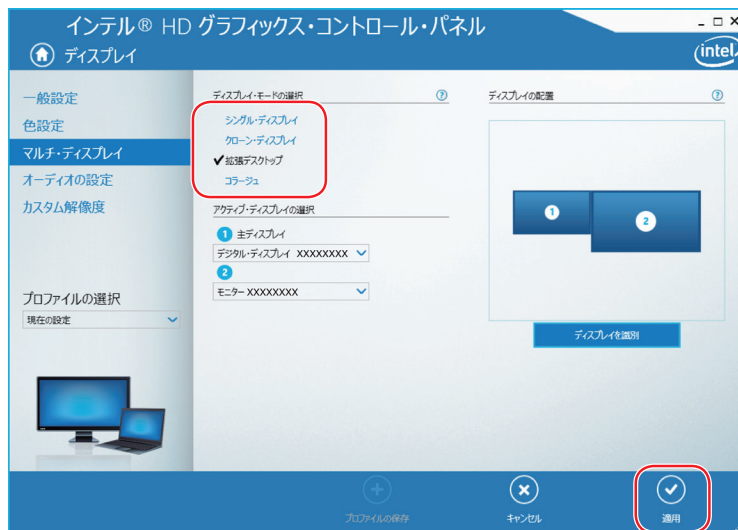 インテル® HD グラフィックス・コントロール・パネル
ディスプレイ
intel
一般設定
色設定
マルチ・ディスプレイ
オーディオの設定
カスタム解像度
プロファイルの選択
現在の設定
ディスプレイ・モードの選択
?
シングル・ディスプレイ
クローン・ディスプレイ
拡張デスクトップ
コラージュ
アクティブ・ディスプレイの選択
1 主ディスプレイ
デジタル・ディスプレイ XXXXXXXX
2
モニター XXXXXXXX
ディスプレイの配置
?
1
2
ディスプレイを識別
プロファイルの保存
キャンセル
適用